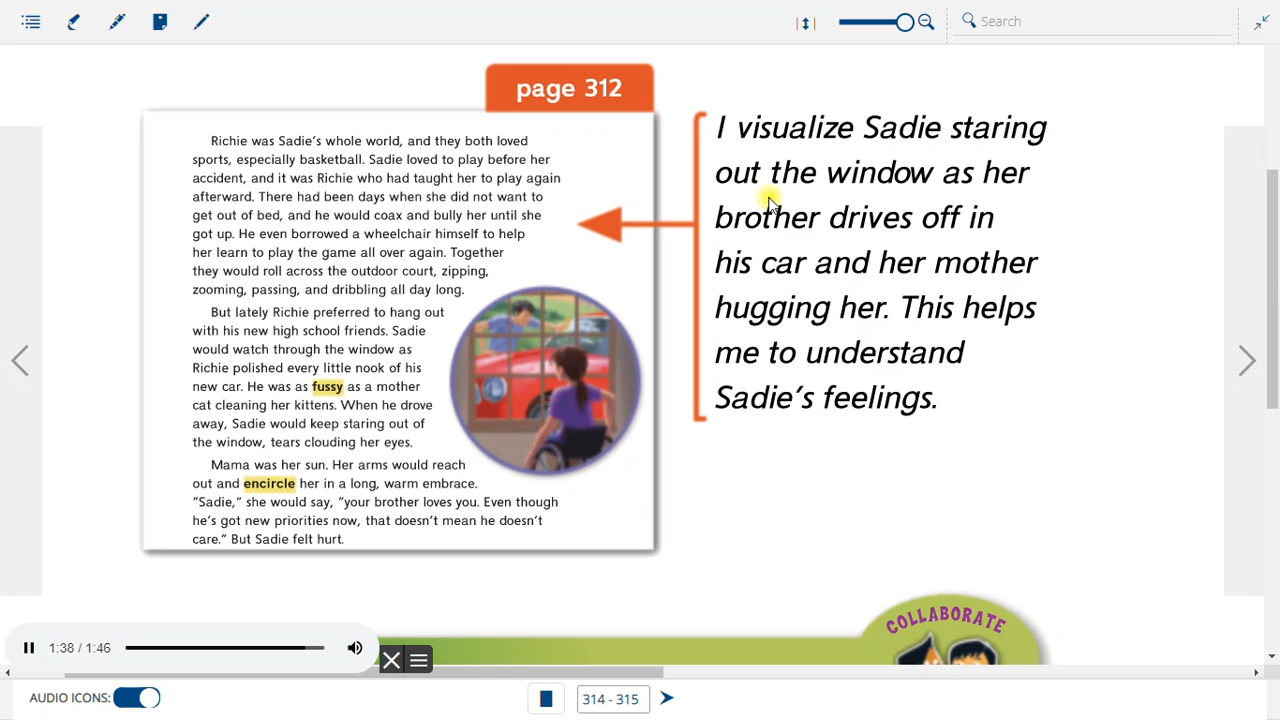 Search
page 312
Richie was Sadie's whole world, and they both loved
sports, especially basketball. Sadie loved to play before her
accident, and it was Richie who had taught her to play again
afterward. There had been days when she did not want to
get out of bed, and he would coax and bully her until she
got up. He even borrowed a wheelchair himself to help
her learn to play the game all over again. Together
they would roll across the outdoor court, zipping,
zooming, passing, and dribbling all day long.
But lately Richie preferred to hang out
with his new high school friends. Sadie
would watch through the window as
Richie polished every little nook of his
new car. He was as fussy as a mother
cat cleaning her kittens. When he drove
away, Sadie would keep staring out of
the window, tears clouding her eyes.
Mama was her sun. Her arms would reach
out and encircle her in a long, warm embrace.
“Sadie,” she would say, “your brother loves you. Even though
he's got new priorities now, that doesn't mean he doesn't
care.” But Sadie felt hurt.
I visualize Sadie staring
out the window as her
brother drives off in
his car and her mother
hugging her. This helps
me to understand
Sadie's feelings.
COLLABORATE
1:38 / 1:46
AUDIO ICONS:
314 - 315